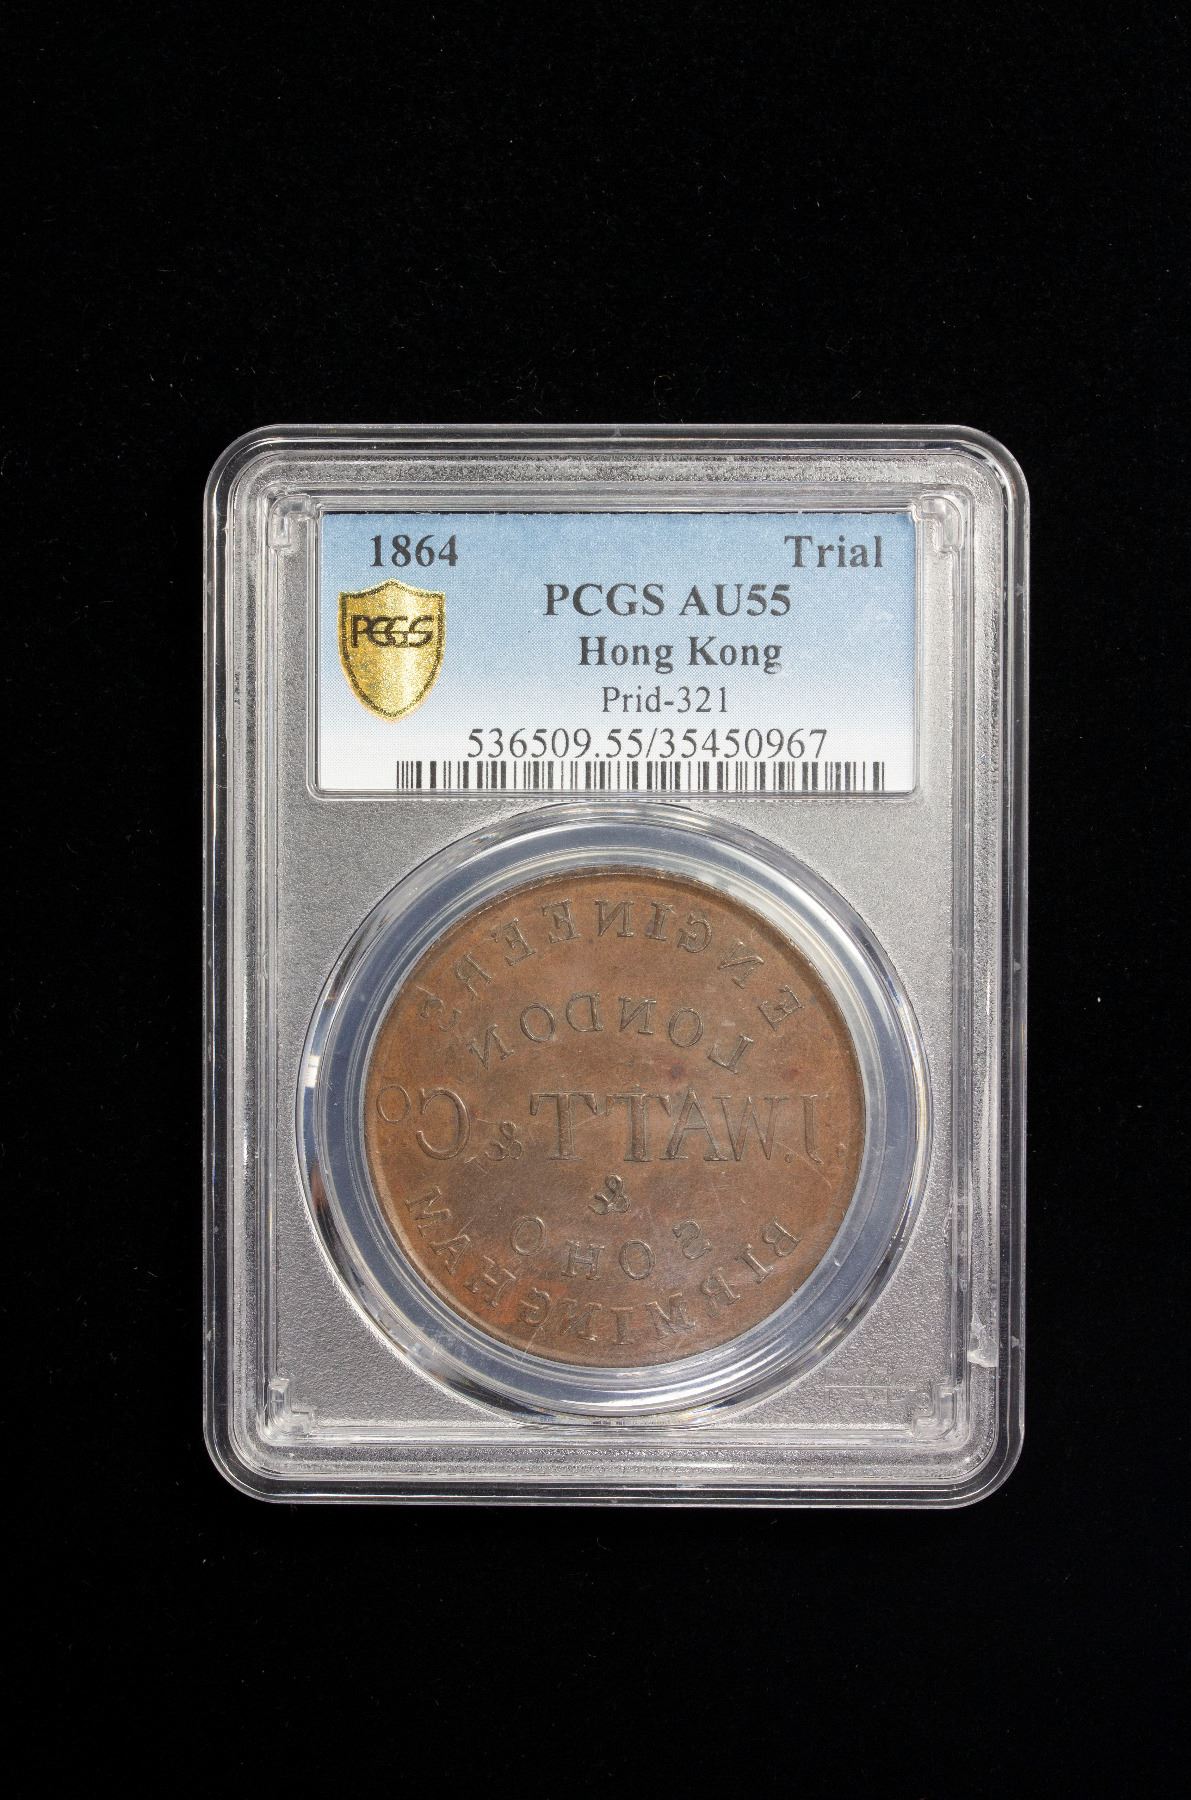 1864 Trial
PCGS AU55
PCGS
Hong Kong
Prid-321
536509.55/35450967
ENGINEERS
LONDON
J.WATT & Co
&
SOHO
BIRMINGHAM